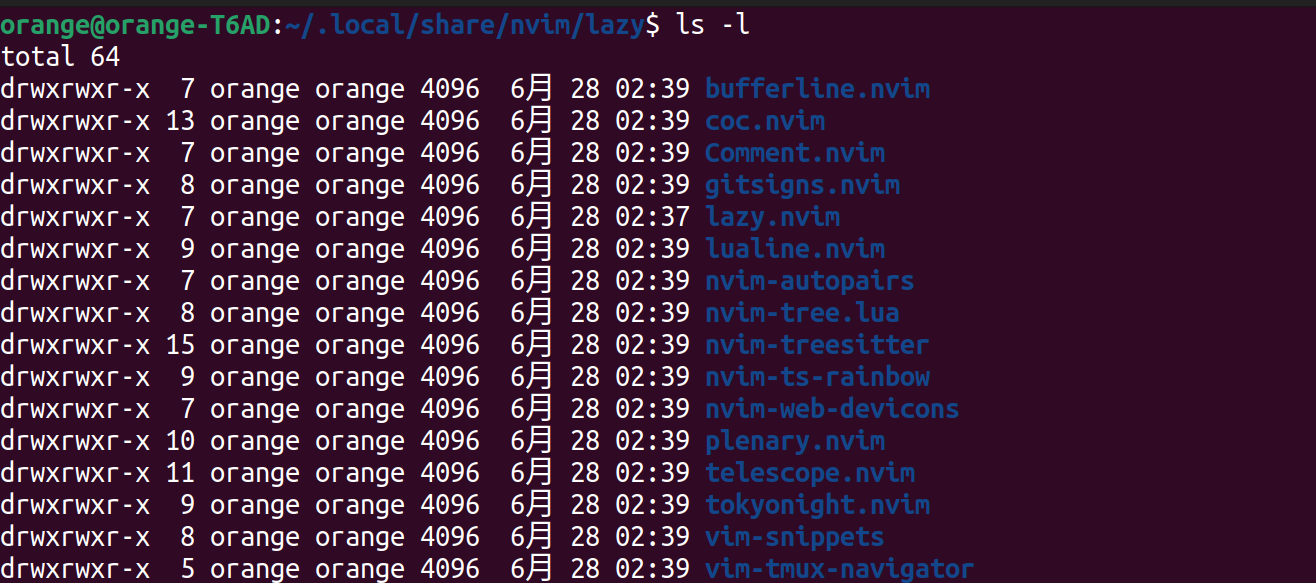 orange@orange-T6AD:~/.local/share/nvim/lazy$ ls -l
total 64
drwxrwxr-x  7 orange orange 4096  6月 28 02:39 bufferline.nvim
drwxrwxr-x 13 orange orange 4096  6月 28 02:39 coc.nvim
drwxrwxr-x  7 orange orange 4096  6月 28 02:39 Comment.nvim
drwxrwxr-x  8 orange orange 4096  6月 28 02:39 gitsigns.nvim
drwxrwxr-x  7 orange orange 4096  6月 28 02:37 lazy.nvim
drwxrwxr-x  9 orange orange 4096  6月 28 02:39 lualine.nvim
drwxrwxr-x  7 orange orange 4096  6月 28 02:39 nvim-autopairs
drwxrwxr-x  8 orange orange 4096  6月 28 02:39 nvim-tree.lua
drwxrwxr-x 15 orange orange 4096  6月 28 02:39 nvim-treesitter
drwxrwxr-x  9 orange orange 4096  6月 28 02:39 nvim-ts-rainbow
drwxrwxr-x  7 orange orange 4096  6月 28 02:39 nvim-web-devicons
drwxrwxr-x 10 orange orange 4096  6月 28 02:39 plenary.nvim
drwxrwxr-x 11 orange orange 4096  6月 28 02:39 telescope.nvim
drwxrwxr-x  9 orange orange 4096  6月 28 02:39 tokyonight.nvim
drwxrwxr-x  8 orange orange 4096  6月 28 02:39 vim-snippets
drwxrwxr-x  5 orange orange 4096  6月 28 02:39 vim-tmux-navigator